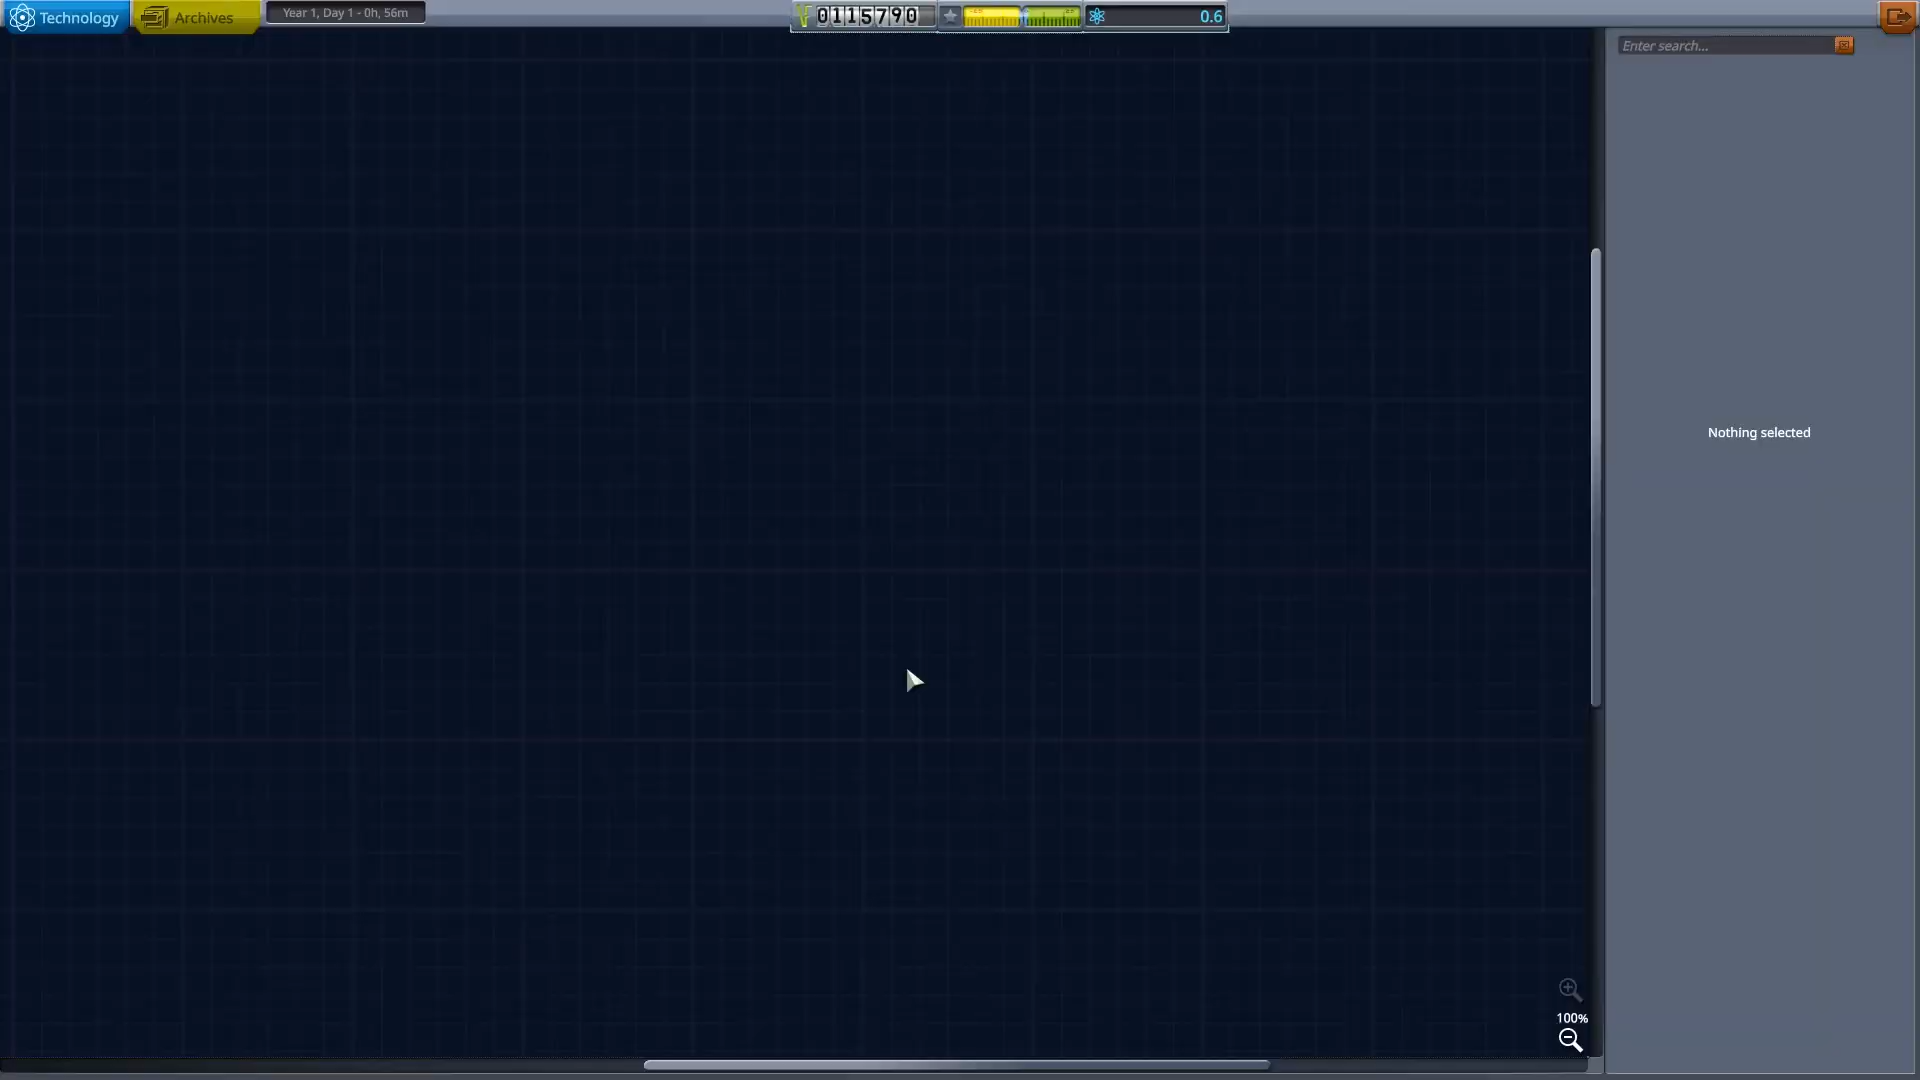 Technology
Archives
Year 1, Day 1 - 0h, 56m
0115790
0.6
Enter search...
Nothing selected
100%